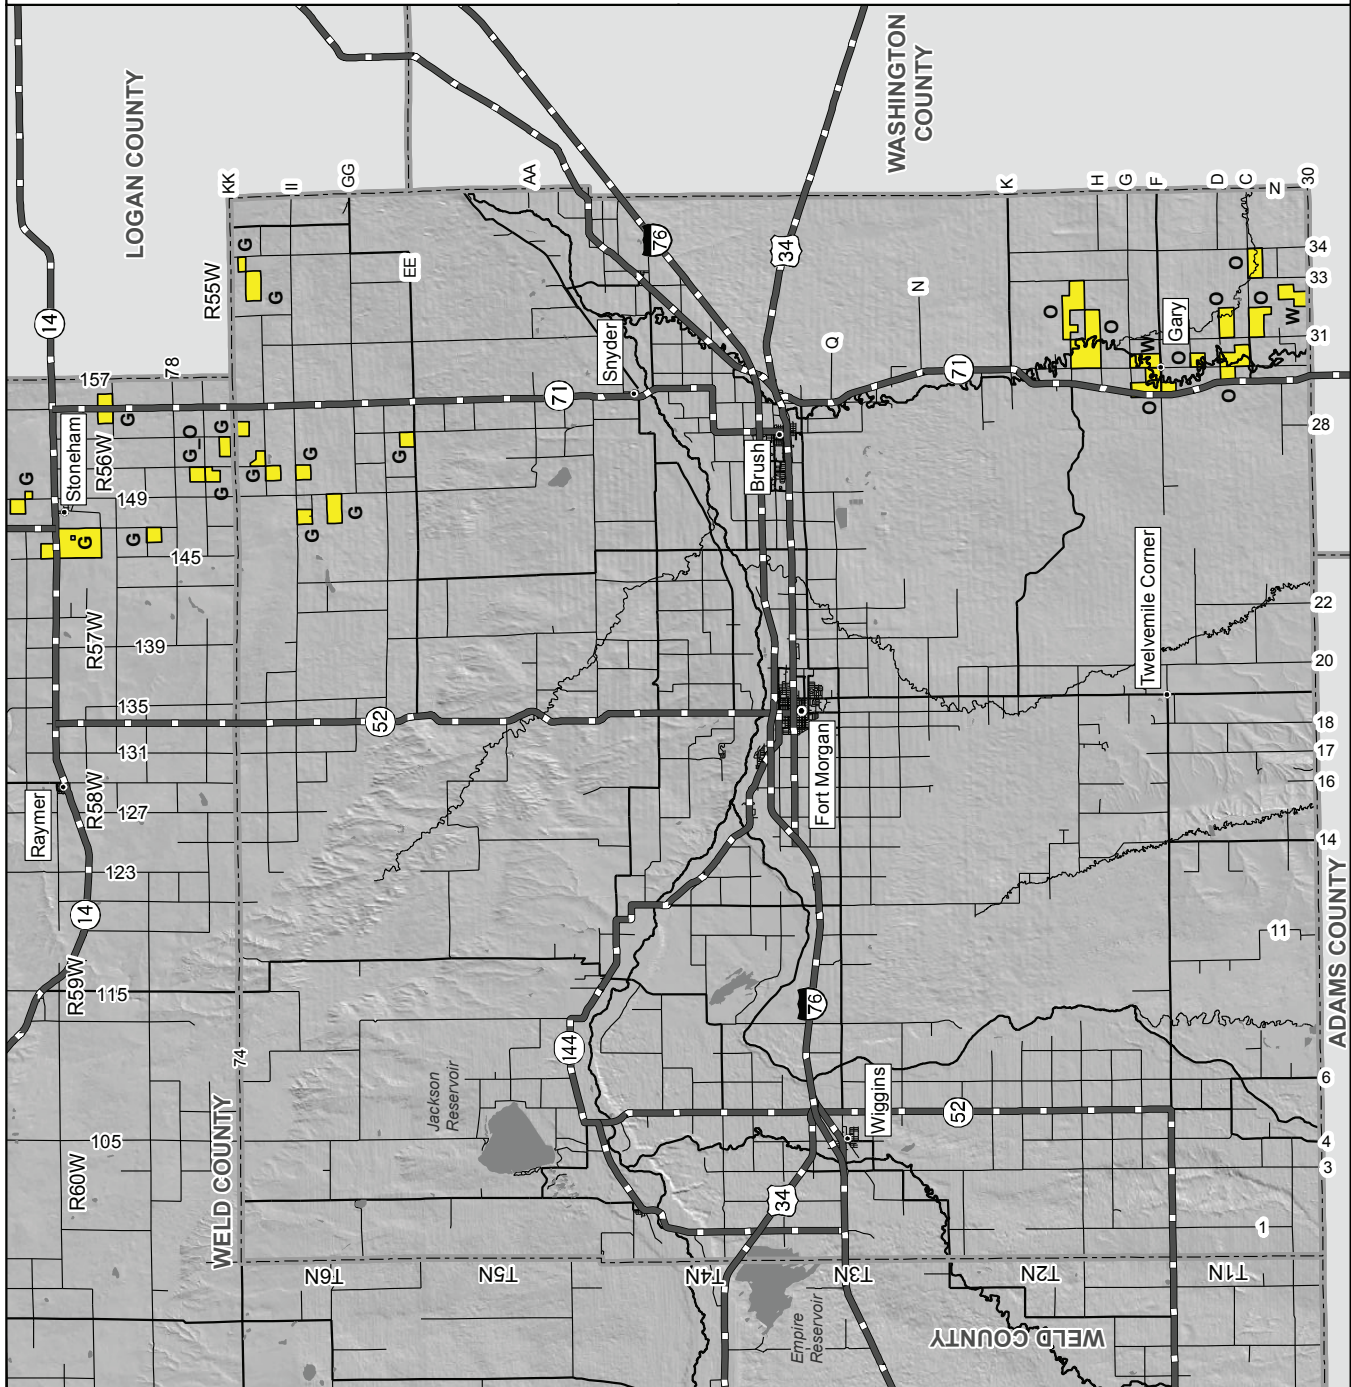 14
LOGAN COUNTY
WASHINGTON
COUNTY
KK
II
GG
AA
K
H
G
F
D
C
Z
30
R55W
G
G
EE
76
34
N
Q
34
33
31
O
O
O
O
W
W
O
O
O
Gary
14
157
78
Stoneham
R56W
G
G
G_O
G
G
G
G
G
G
G
G
G
G
149
145
71
Snyder
71
Brush
28
Twelvemile Corner
R57W
139
135
131
52
22
20
18
17
16
14
Fort Morgan
Raymer
R58W
127
123
14
R59W
115
11
ADAMS COUNTY
76
144
74
Jackson
Reservoir
Wiggins
52
6
4
3
1
WELD COUNTY
105
R60W
34
T6N
T5N
T4N
T3N
T2N
T1N
Empire
Reservoir
WELD COUNTY